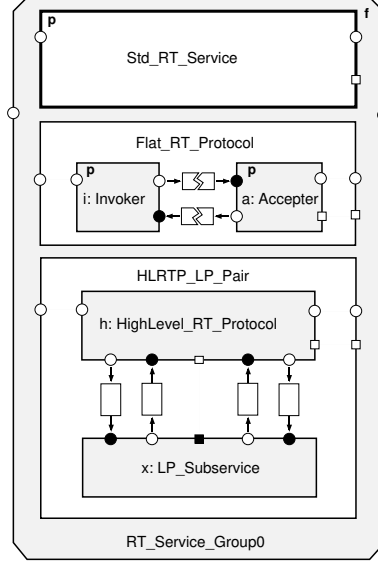 p
f
Std_RT_Service
Flat_RT_Protocol
p
p
i: Invoker
a: Accepter
HLRTP_LP_Pair
h: HighLevel_RT_Protocol
x: LP_Subservice
RT_Service_Group0